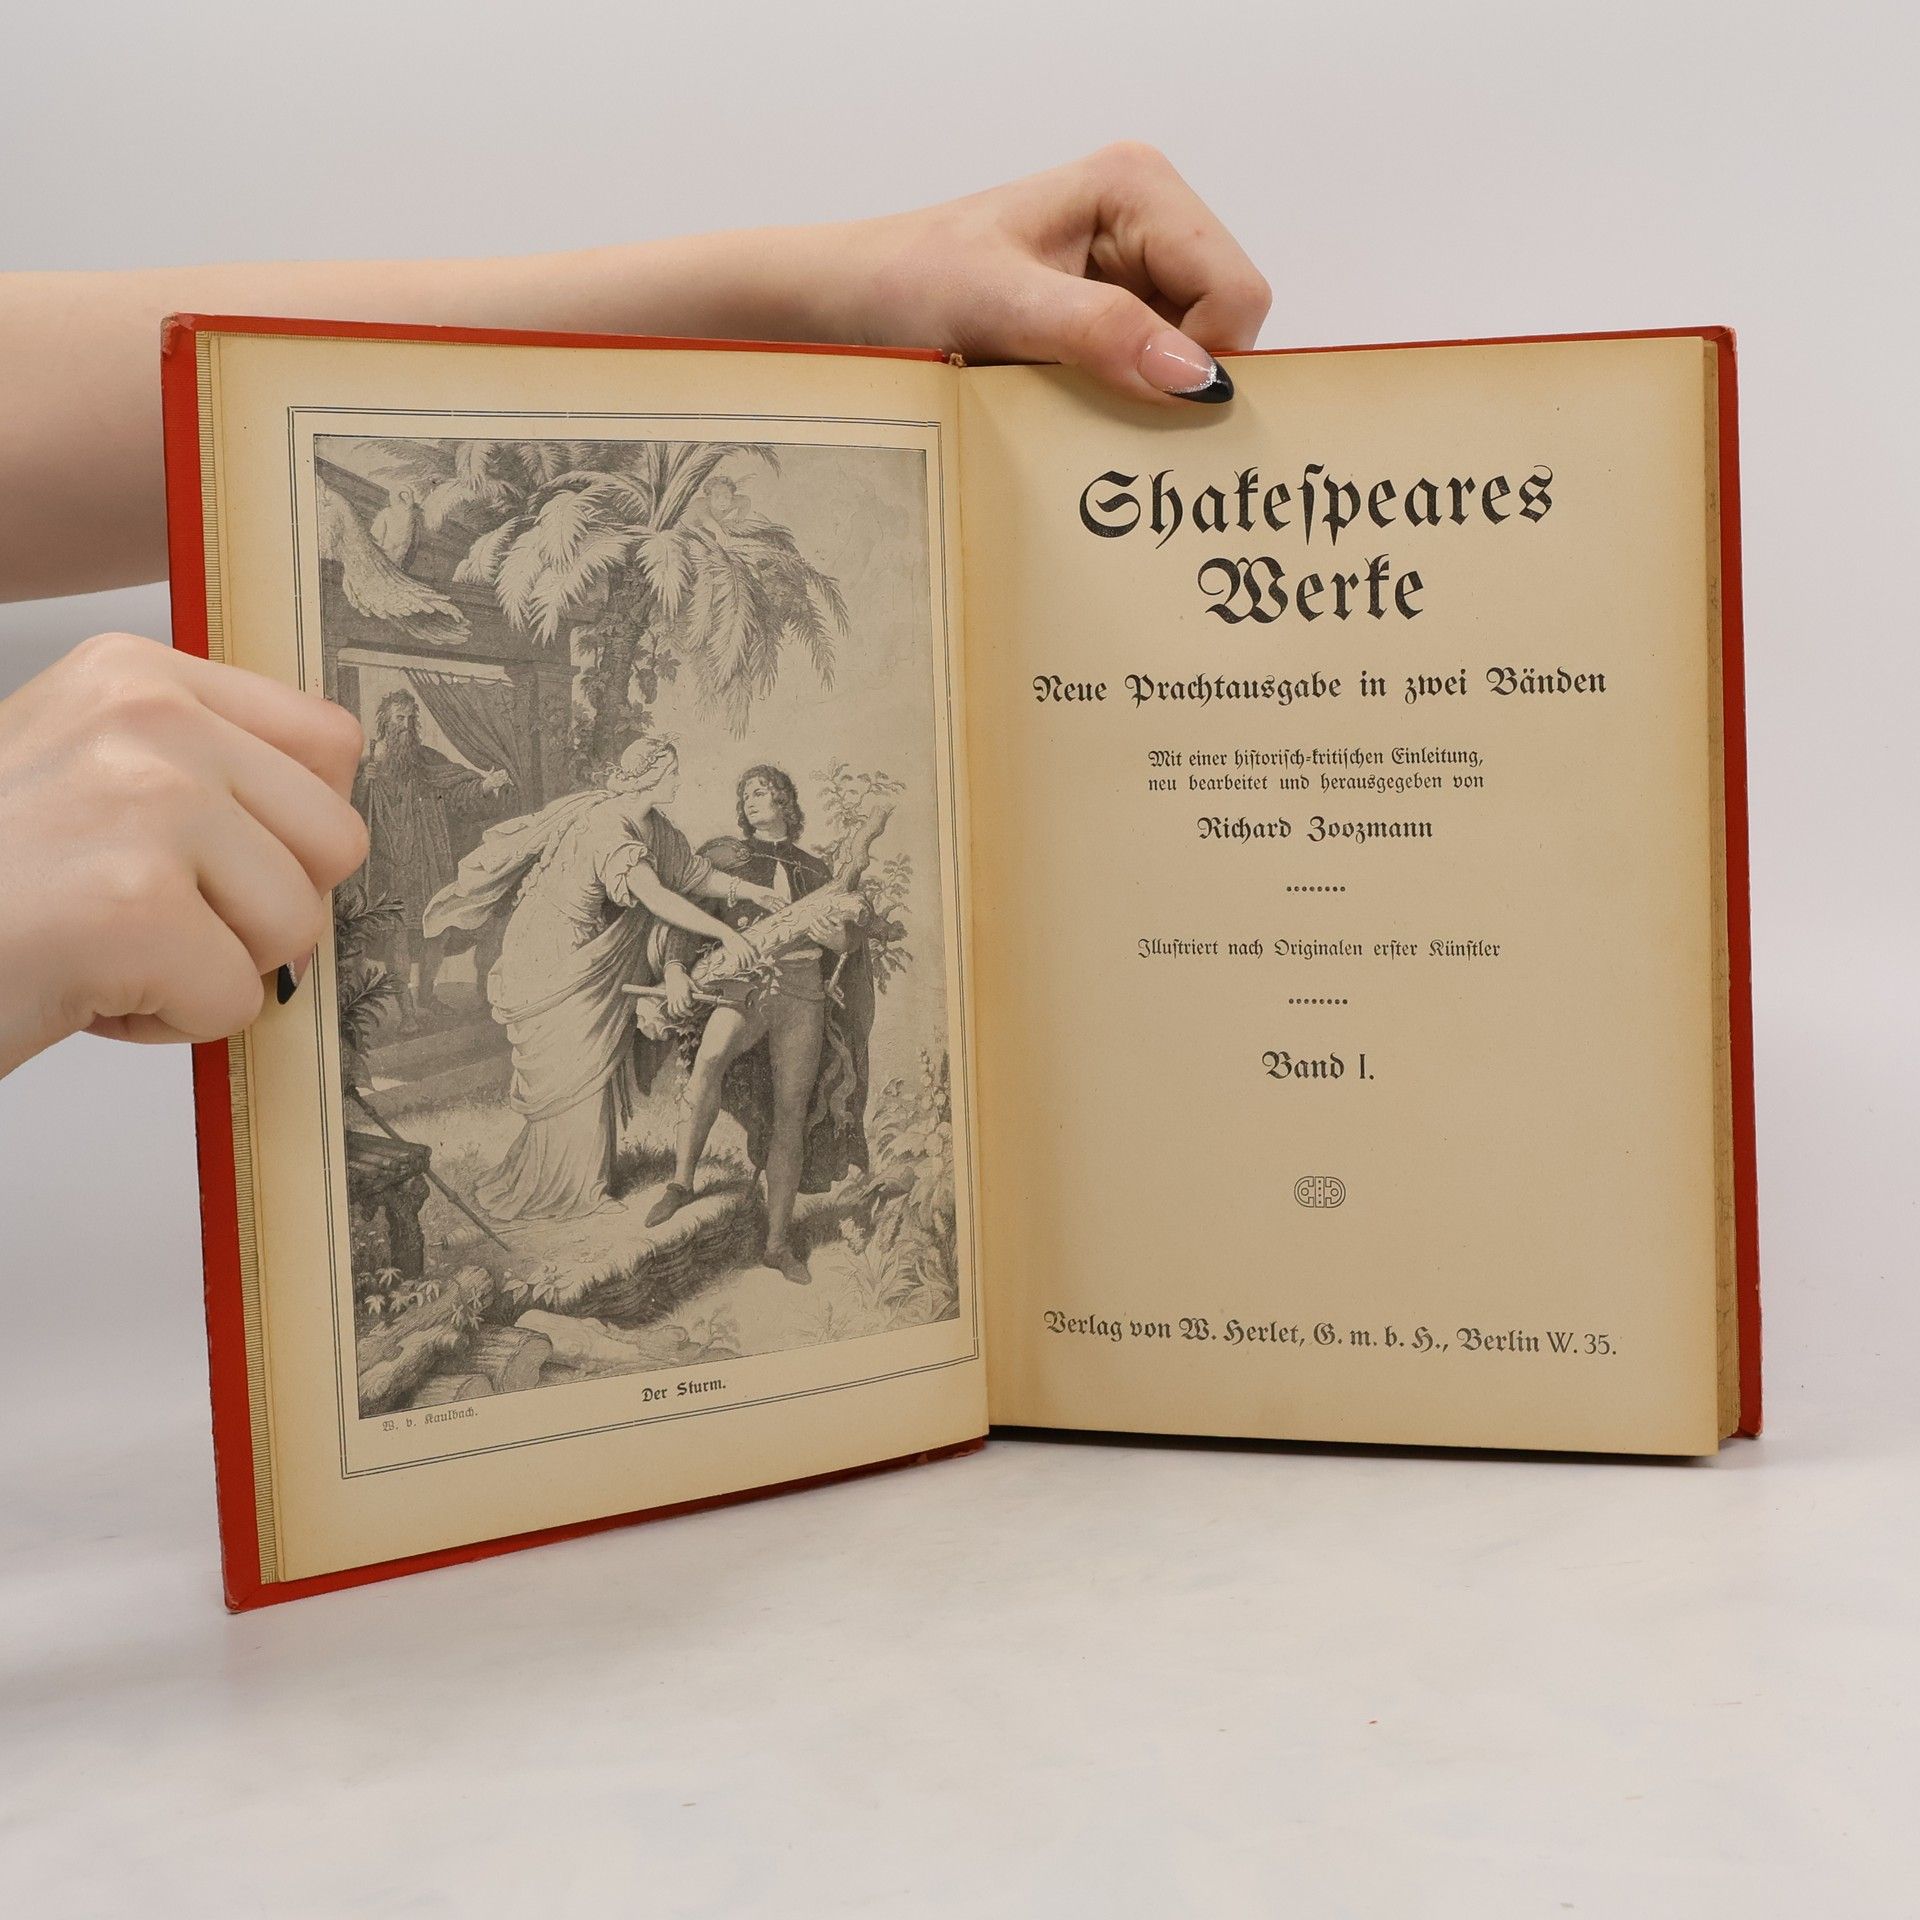 Der Sturm.
W. v. Kaulbach.
Shakeſpeares
Werke
Neue Prachtausgabe in zwei Bänden
Mit einer hiſtoriſch-kritiſchen Einleitung,
neu bearbeitet und herausgegeben von
Richard Zoozmann
Illuſtriert nach Originalen erſter Künſtler
Band I.
Verlag von W. Herlet, G. m. b. H., Berlin W. 35.